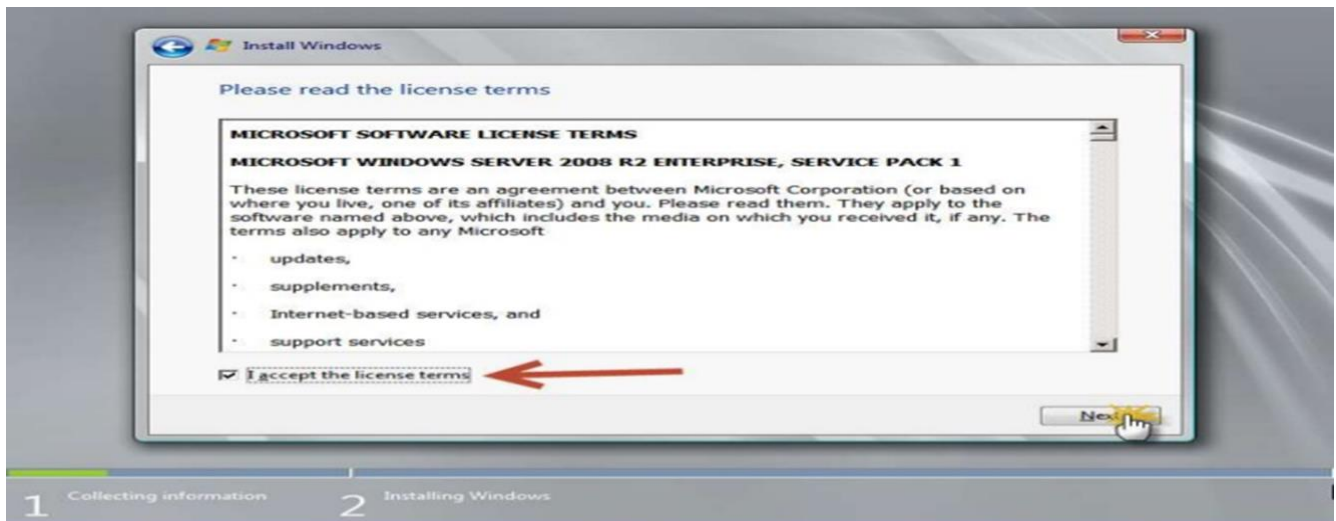 Install Windows
Please read the license terms
MICROSOFT SOFTWARE LICENSE TERMS
MICROSOFT WINDOWS SERVER 2008 R2 ENTERPRISE, SERVICE PACK 1
These license terms are an agreement between Microsoft Corporation (or based on
where you live, one of its affiliates) and you. Please read them. They apply to the
software named above, which includes the media on which you received it, if any. The
terms also apply to any Microsoft
· updates,
· supplements,
· Internet-based services, and
· support services
I accept the license terms
1 Collecting information
2 Installing Windows